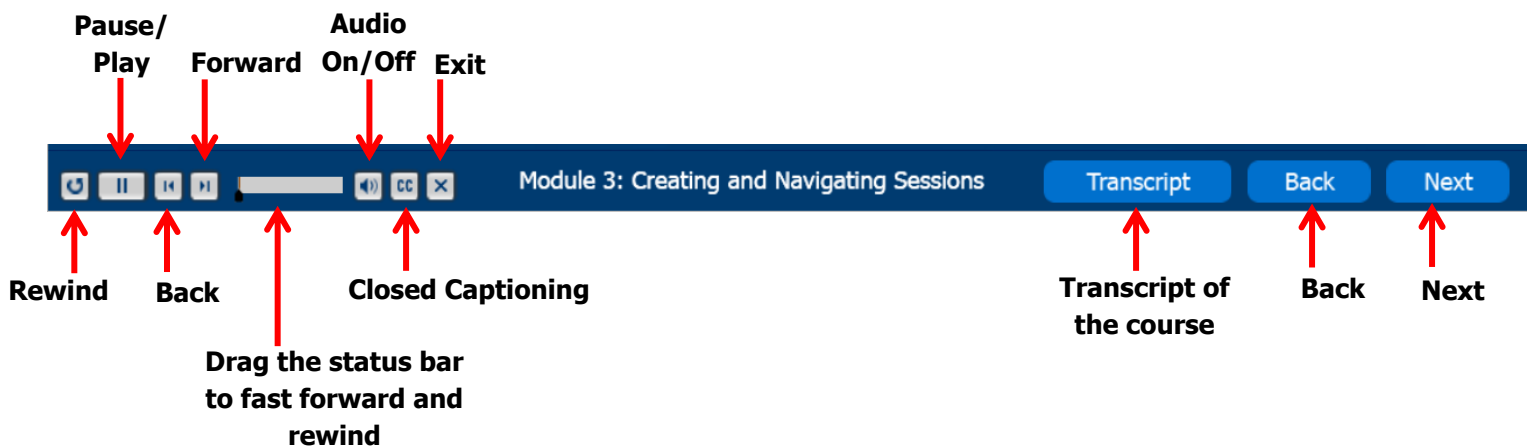 Pause/
Play
Forward
Audio
On/Off
Exit
CC
Module 3: Creating and Navigating Sessions
Transcript
Back
Next
Rewind
Back
Closed Captioning
Transcript of
the course
Back
Next
Drag the status bar
to fast forward and
rewind